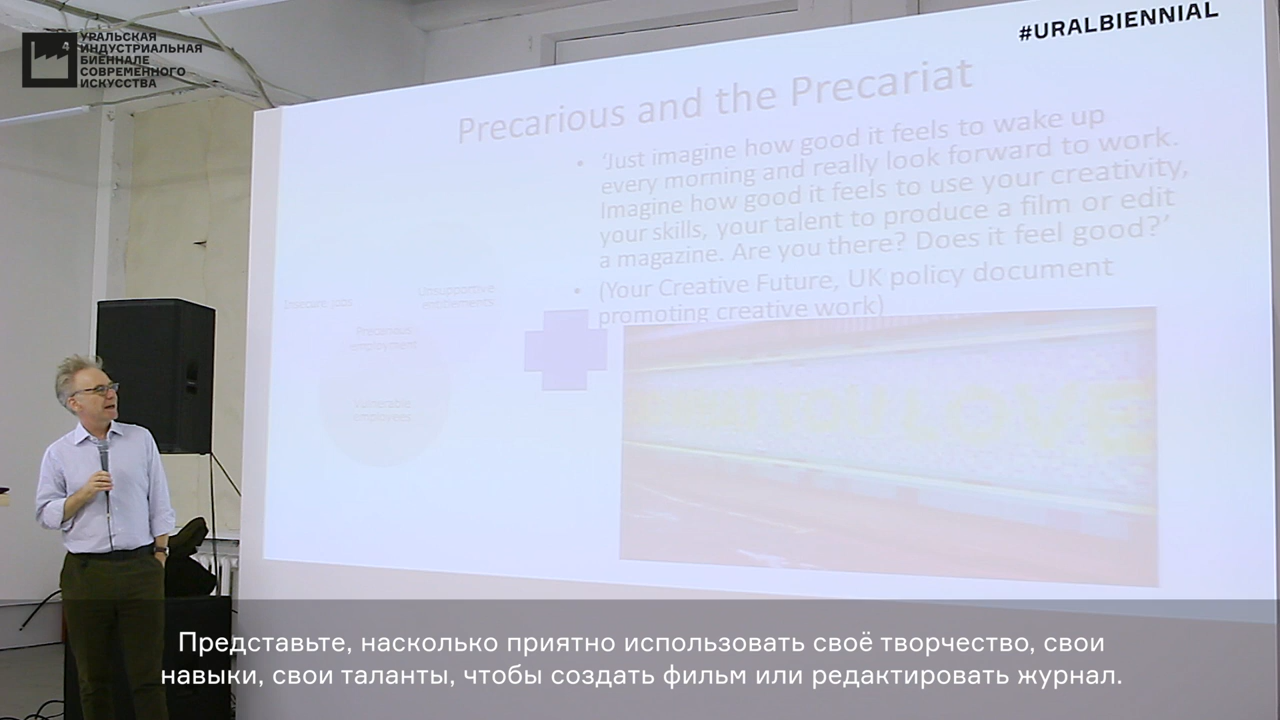 УРАЛЬСКАЯ
ИНДУСТРИАЛЬНАЯ
БИЕННАЛЕ
СОВРЕМЕННОГО
ИСКУССТВА
4
#URALBIENNIAL
Precarious and the Precariat
• ‘Just imagine how good it feels to wake up
every morning and really look forward to work.
Imagine how good it feels to use your creativity,
your skills, your talent to produce a film or edit
a magazine. Are you there? Does it feel good?’
• (Your Creative Future, UK policy document
promoting creative work)
Insecure jobs
Unsupportive
entitlements
Precarious
employment
Vulnerable
employees
YOU LOVE
Представьте, насколько приятно использовать своё творчество, свои
навыки, свои таланты, чтобы создать фильм или редактировать журнал.